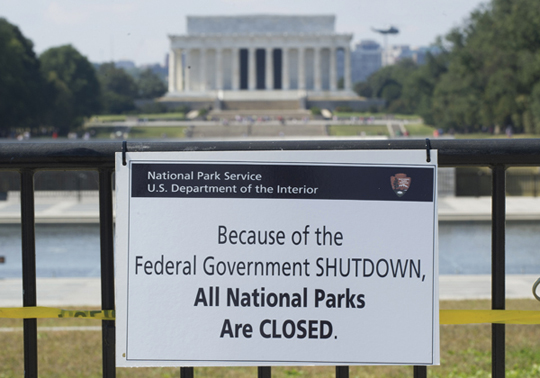 National Park Service
U.S. Department of the Interior
Because of the
Federal Government SHUTDOWN,
All National Parks
Are CLOSED.